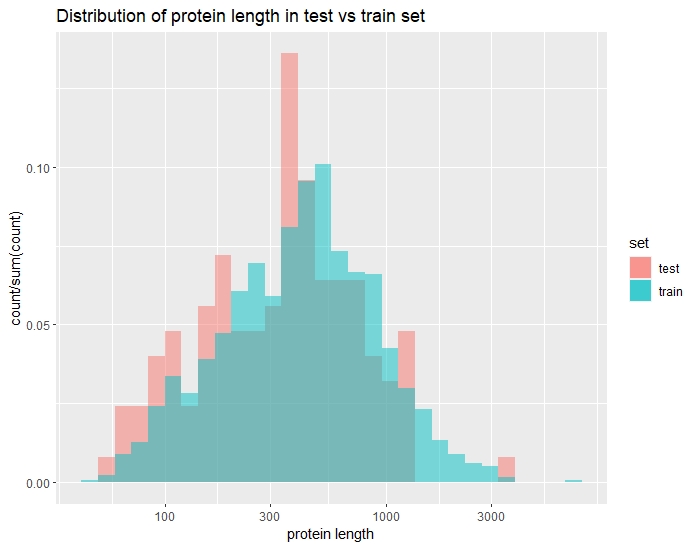 Distribution of protein length in test vs train set
count/sum(count)
0.10
0.05
0.00
100
300
1000
3000
protein length
set
test
train